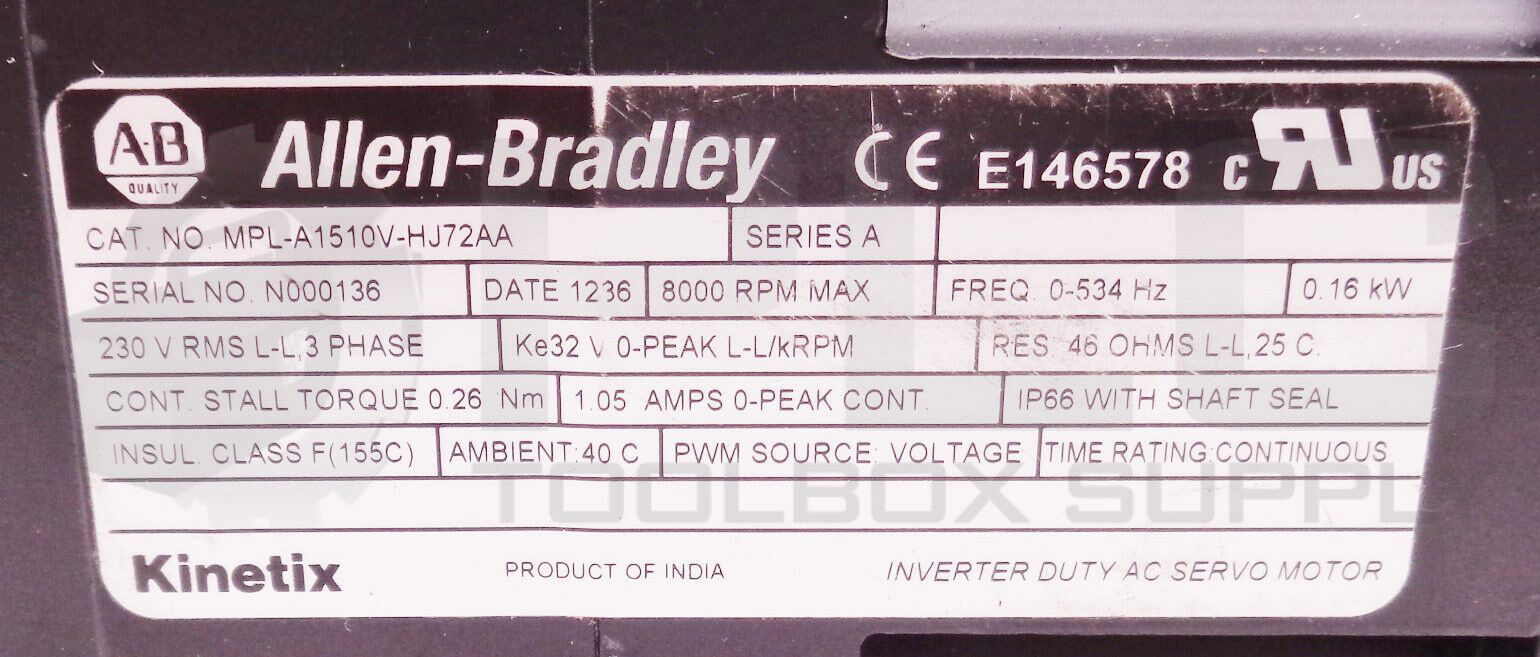 A-B
QUALITY
Allen-Bradley CE E146578 c RU US
CAT. NO. MPL-A1510V-HJ72AA SERIES A
SERIAL NO. N000136 DATE 1236 8000 RPM MAX FREQ. 0-534 Hz 0.16 kW
230 V RMS L-L,3 PHASE Ke32 V 0-PEAK L-L/kRPM RES. 46 OHMS L-L,25 C.
CONT. STALL TORQUE 0.26 Nm 1.05 AMPS 0-PEAK CONT. IP66 WITH SHAFT SEAL
INSUL. CLASS F(155C) AMBIENT:40 C PWM SOURCE: VOLTAGE TIME RATING:CONTINUOUS
TOOLBOX SUPPL
Kinetix PRODUCT OF INDIA INVERTER DUTY AC SERVO MOTOR